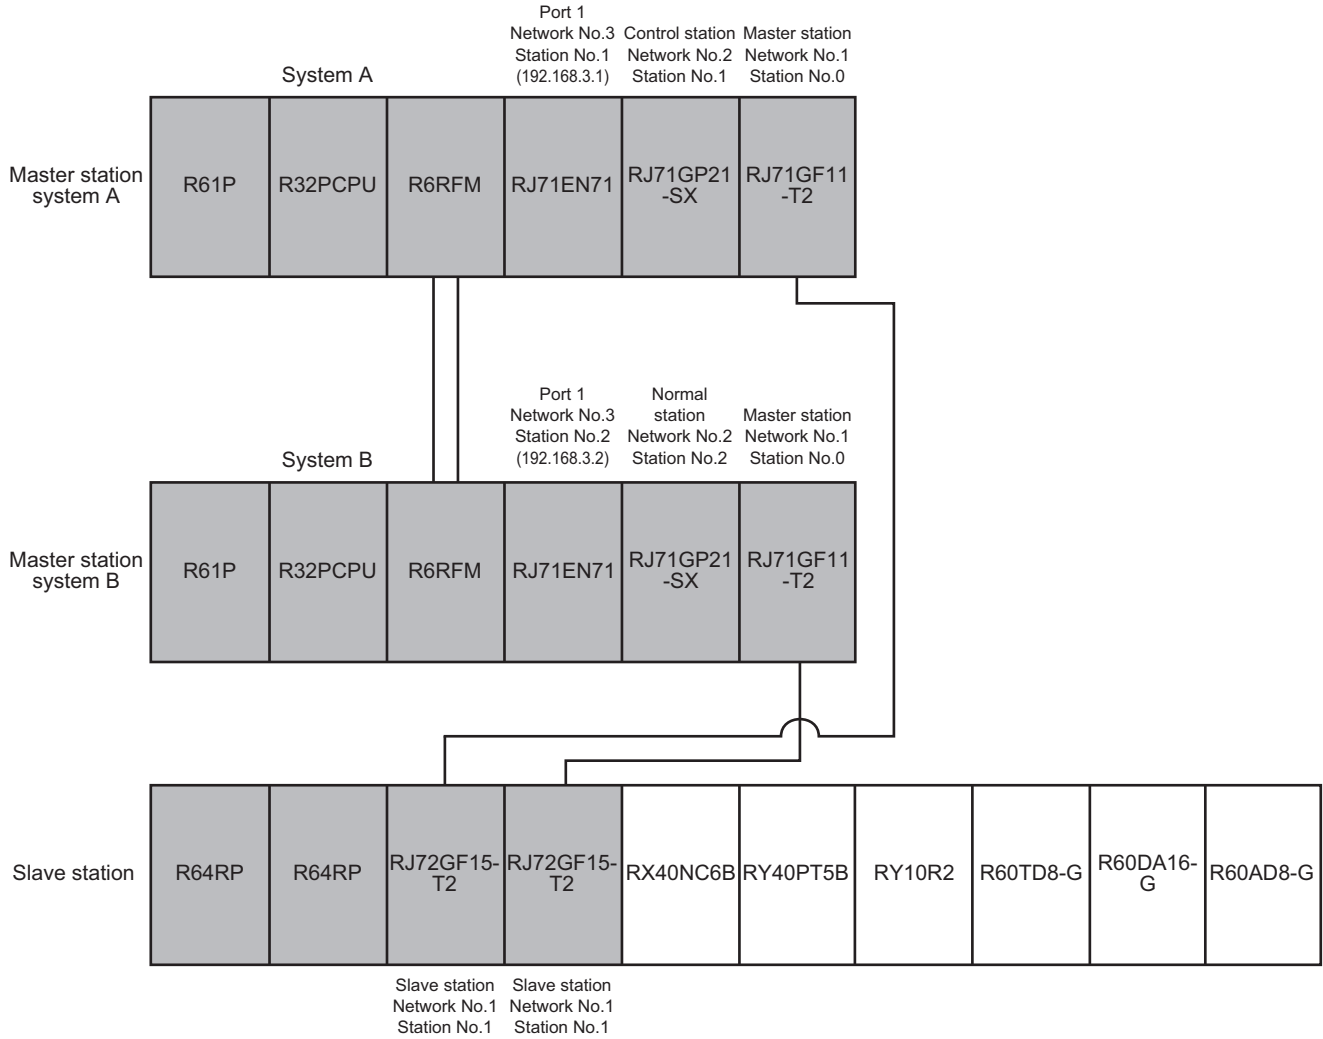 Port 1
Network No.3 Control station Master station
Station No.1 Network No.2 Network No.1
(192.168.3.1) Station No.1 Station No.0
System A
Master station
system A
R61P
R32PCPU
R6RFM
RJ71EN71
RJ71GP21
-SX
RJ71GF11
-T2
Port 1
Network No.3
Station No.2
(192.168.3.2)
Normal
station
Network No.2
Station No.2
Master station
Network No.1
Station No.0
System B
Master station
system B
R61P
R32PCPU
R6RFM
RJ71EN71
RJ71GP21
-SX
RJ71GF11
-T2
Slave station
R64RP
R64RP
RJ72GF15-
T2
RJ72GF15-
T2
RX40NC6B
RY40PT5B
RY10R2
R60TD8-G
R60DA16-
G
R60AD8-G
Slave station
Network No.1
Station No.1
Slave station
Network No.1
Station No.1